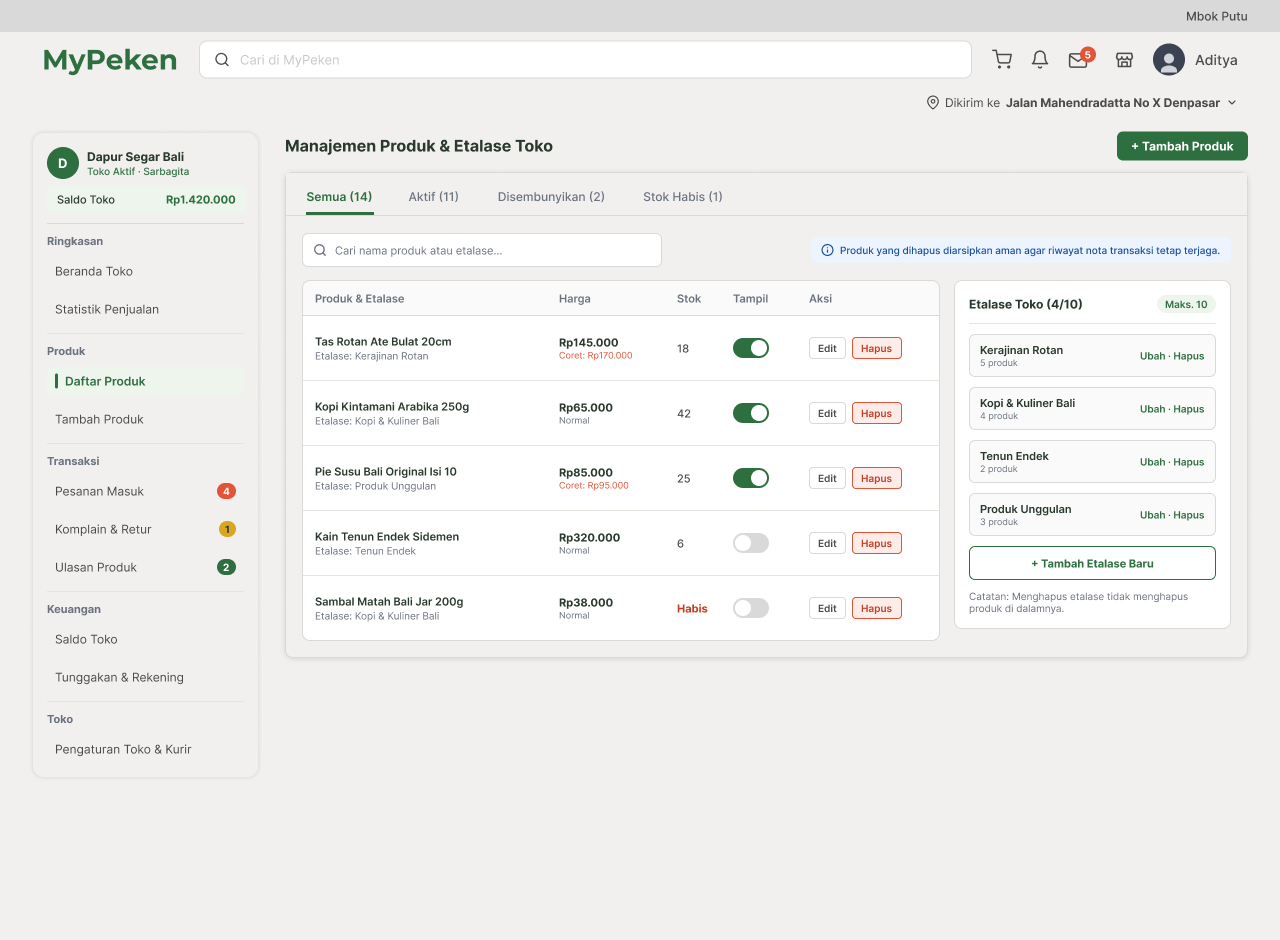 Mbok Putu
MyPeken
Cari di MyPeken
5
Aditya
Dikirim ke Jalan Mahendradatta No X Denpasar
D
Dapur Segar Bali
Toko Aktif · Sarbagita
Saldo Toko Rp1.420.000
Ringkasan
Beranda Toko
Statistik Penjualan
Produk
Daftar Produk
Tambah Produk
Transaksi
Pesanan Masuk 4
Komplain & Retur 1
Ulasan Produk 2
Keuangan
Saldo Toko
Tunggakan & Rekening
Toko
Pengaturan Toko & Kurir
Manajemen Produk & Etalase Toko
+ Tambah Produk
Semua (14) Aktif (11) Disembunyikan (2) Stok Habis (1)
Cari nama produk atau etalase...
Produk yang dihapus diarsipkan aman agar riwayat nota transaksi tetap terjaga.
Produk & Etalase Harga Stok Tampil Aksi
Tas Rotan Ate Bulat 20cm
Etalase: Kerajinan Rotan
Rp145.000
Coret: Rp170.000
18
Edit Hapus
Kopi Kintamani Arabika 250g
Etalase: Kopi & Kuliner Bali
Rp65.000
Normal
42
Edit Hapus
Pie Susu Bali Original Isi 10
Etalase: Produk Unggulan
Rp85.000
Coret: Rp95.000
25
Edit Hapus
Kain Tenun Endek Sidemen
Etalase: Tenun Endek
Rp320.000
Normal
6
Edit Hapus
Sambal Matah Bali Jar 200g
Etalase: Kopi & Kuliner Bali
Rp38.000
Normal
Habis
Edit Hapus
Etalase Toko (4/10) Maks. 10
Kerajinan Rotan
5 produk
Ubah · Hapus
Kopi & Kuliner Bali
4 produk
Ubah · Hapus
Tenun Endek
2 produk
Ubah · Hapus
Produk Unggulan
3 produk
Ubah · Hapus
+ Tambah Etalase Baru
Catatan: Menghapus etalase tidak menghapus
produk di dalamnya.